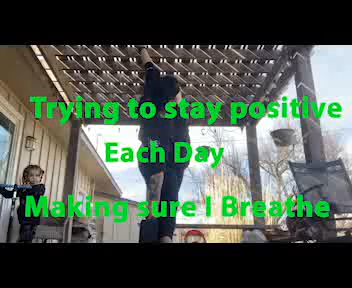 Trying to stay positive
Each Day
Making sure I Breathe